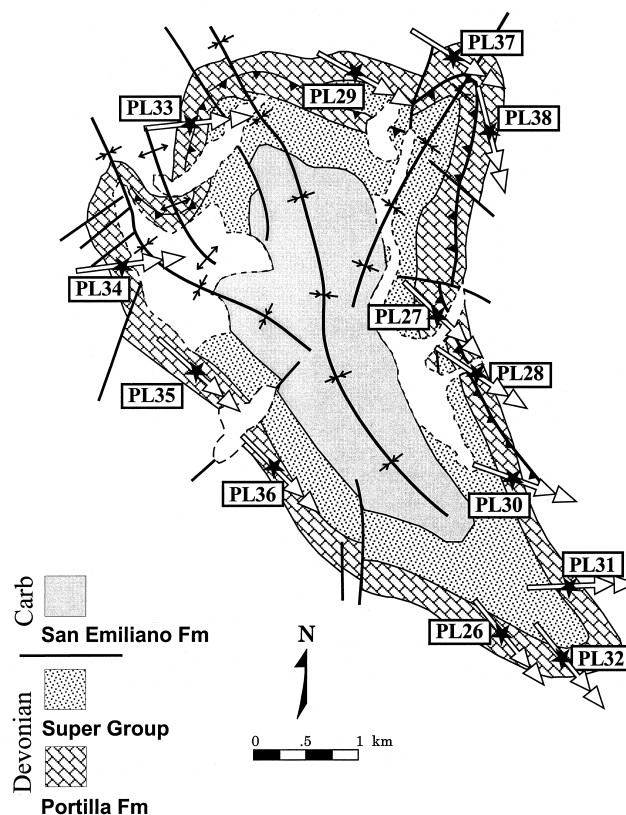 PL37
PL29
PL33
PL38
PL34
PL27
PL28
PL35
PL36
PL30
PL31
PL26
PL32
Carb
San Emiliano Fm
N
Devonian
Super Group
0 .5 1 km
Portilla Fm